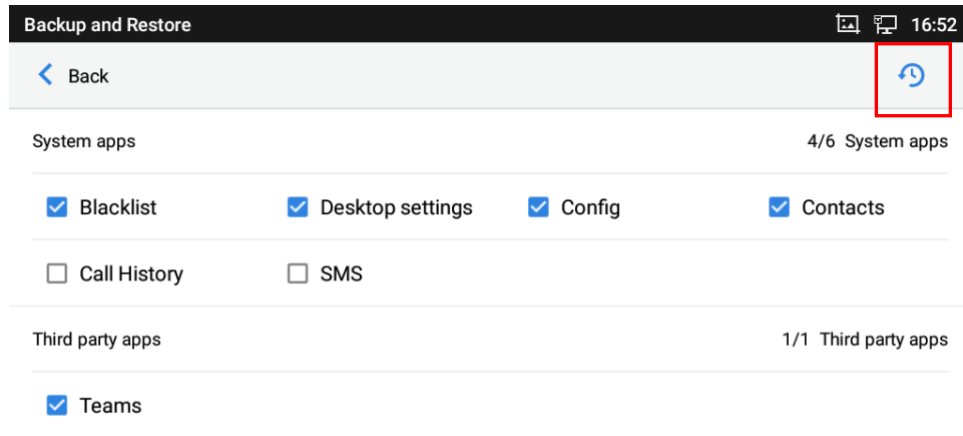 Backup and Restore 16:52
Back
System apps 4/6 System apps
Blacklist Desktop settings Config Contacts
Call History SMS
Third party apps 1/1 Third party apps
Teams